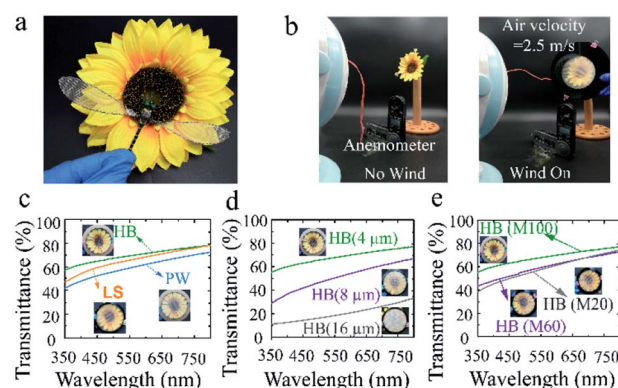 a
b
Anemometer
No Wind
Air velocity
=2.5 m/s
Wind On
c
Transmittance (%)
100
80
60
40
20
0
HB
LS
PW
350 450 550 650 750
Wavelength (nm)
d
Transmittance (%)
100
80
60
40
20
0
HB(4 μm)
HB(8 μm)
HB(16 μm)
350 450 550 650 750
Wavelength (nm)
e
Transmittance (%)
100
80
60
40
20
0
HB (M100)
HB (M20)
HB (M60)
350 450 550 650 750
Wavelength (nm)